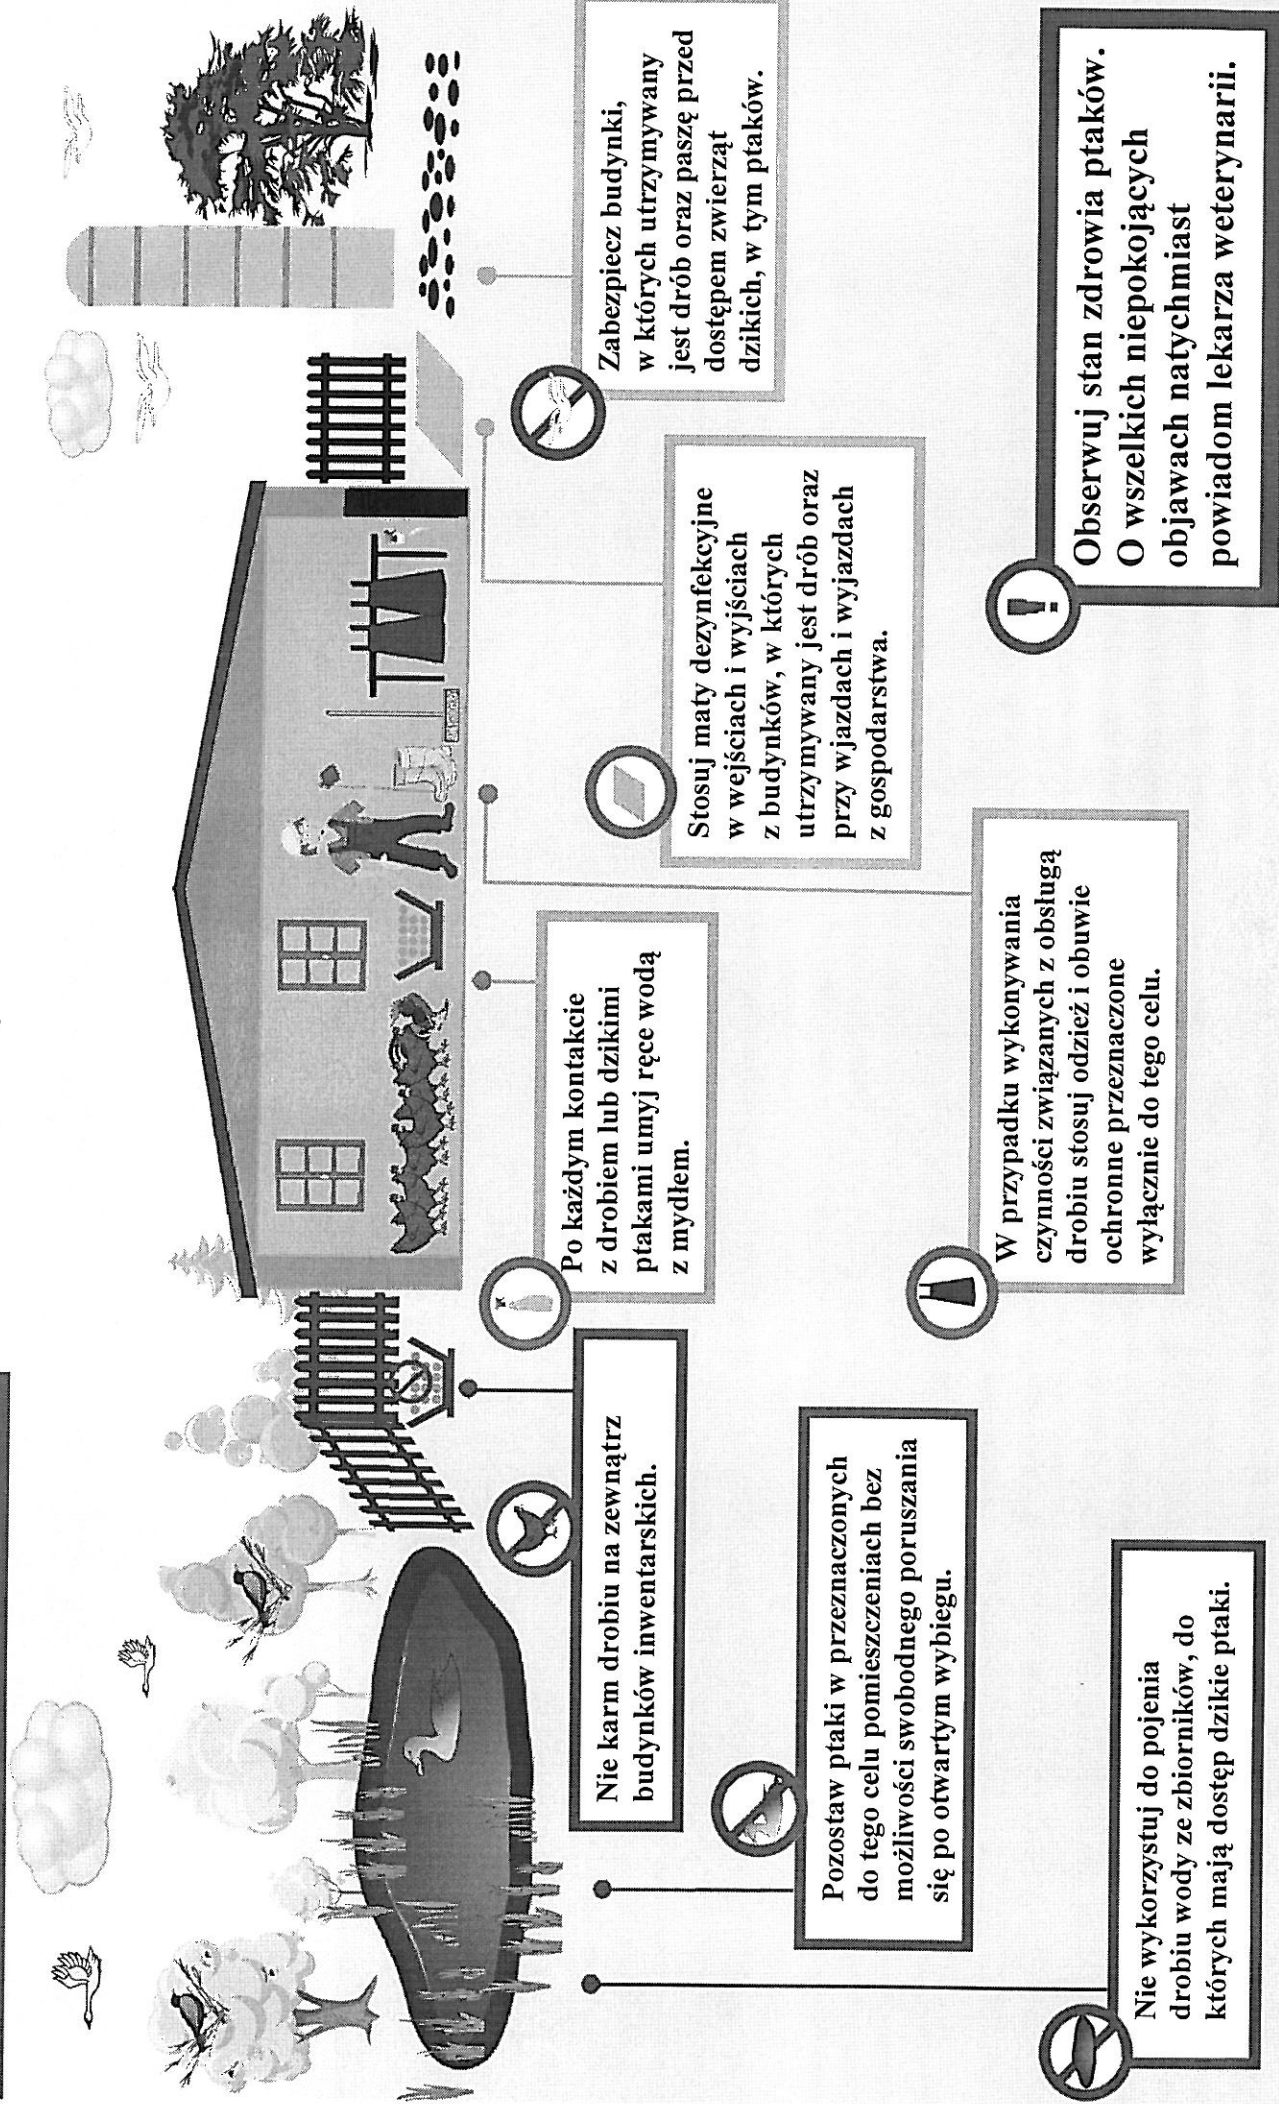 Nie karm drobiu na zewnątrz
budynków inwentarskich.
Po każdym kontakcie
z drobiem lub dzikimi
ptakami umyj ręce wodą
z mydłem.
Zabezpiecz budynki,
w których utrzymywany
jest drób oraz paszę przed
dostępem zwierząt
dzikich, w tym ptaków.
Stosuj maty dezynfekcyjne
w wejściach i wyjściach
z budynków, w których
utrzymywany jest drób oraz
przy wjazdach i wyjazdach
z gospodarstwa.
Pozostaw ptaki w przeznaczonych
do tego celu pomieszczeniach bez
możliwości swobodnego poruszania
się po otwartym wybiegu.
W przypadku wykonywania
czynności związanych z obsługą
drobiu stosuj odzież i obuwie
ochronne przeznaczone
wyłącznie do tego celu.
Nie wykorzystuj do pojenia
drobiu wody ze zbiorników, do
których mają dostęp dzikie ptaki.
Obserwuj stan zdrowia ptaków.
O wszelkich niepokojących
objawach natychmiast
powiadom lekarza weterynarii.